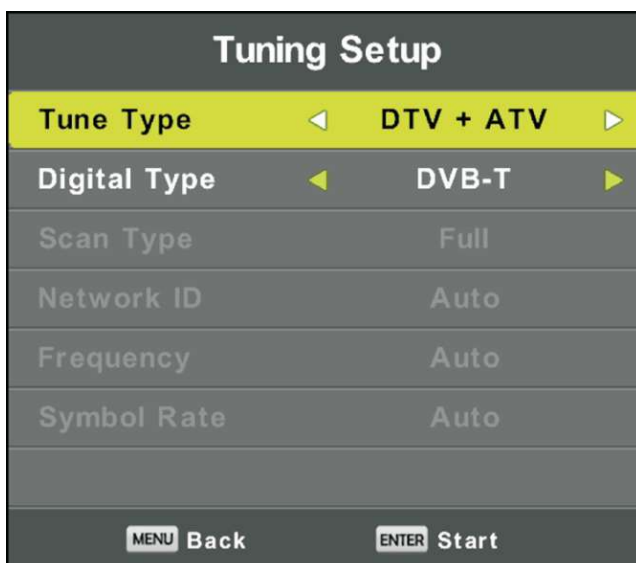 Tuning Setup
Tune Type DTV + ATV
Digital Type DVB-T
Scan Type Full
Network ID Auto
Frequency Auto
Symbol Rate Auto
MENU Back ENTER Start